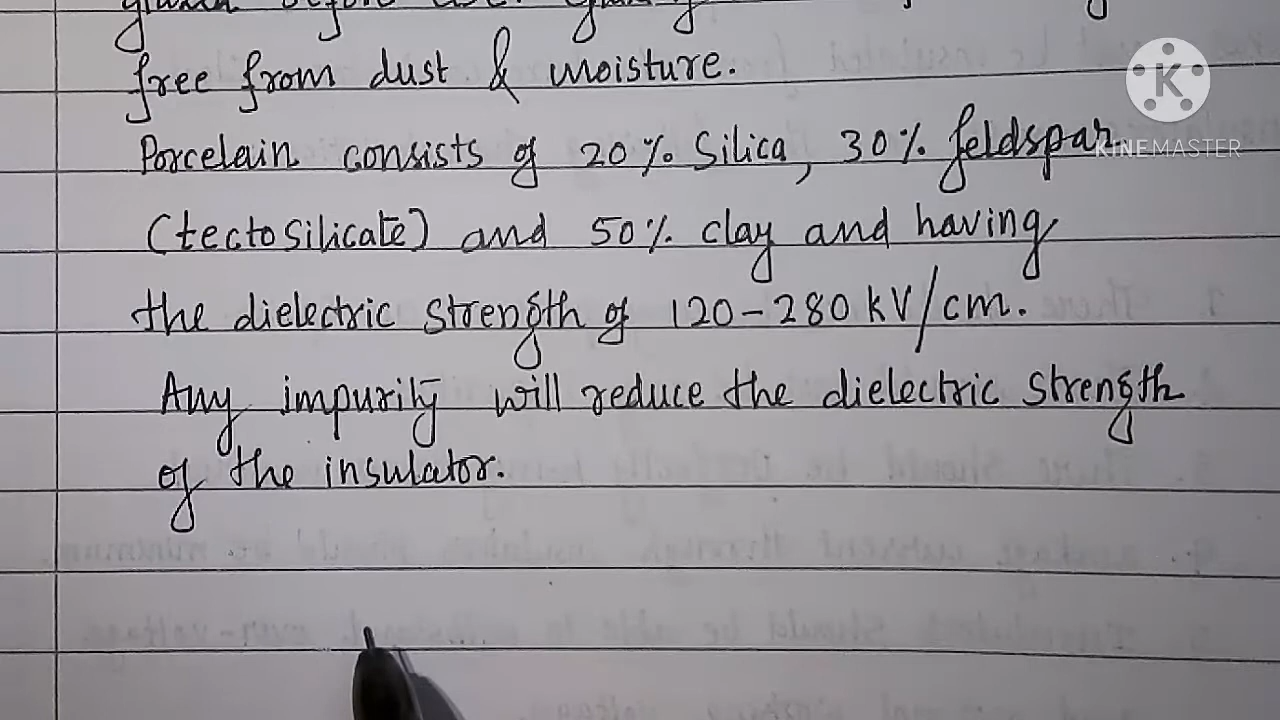 before
free from dust & moisture.
Porcelain consists of 20% Silica, 30% feldspar
(tectosilicate) and 50% clay and having
the dielectric strength of 120-280 kV/cm.
Any impurity will reduce the dielectric strength
of the insulator.
K
KINEMASTER